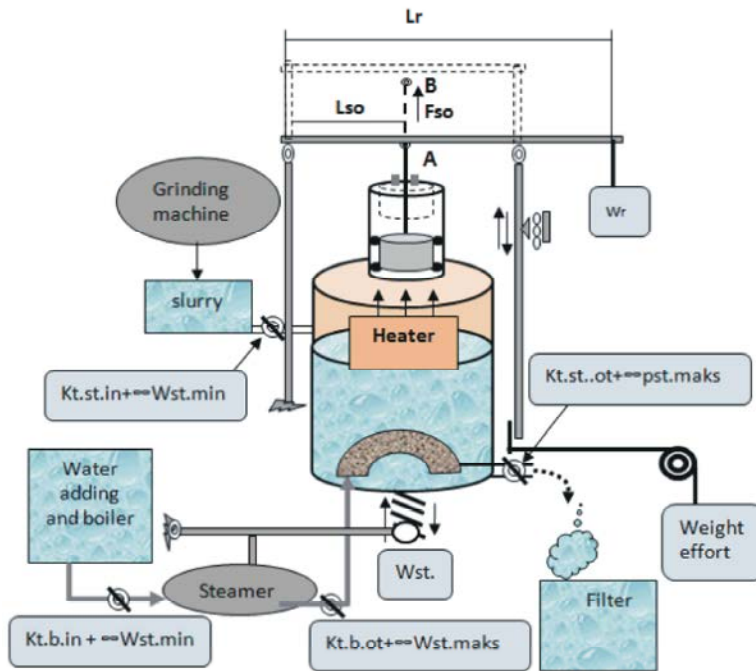 Lr
B
Lso
Fso
A
Grinding
machine
Wr
slurry
Heater
Kt.st.in+∞Wst.min
Kt.st..ot+∞pst.maks
Water
adding
and boiler
Weight
effort
Wst.
Steamer
Filter
Kt.b.in + ∞Wst.min
Kt.b.ot+∞Wst.maks